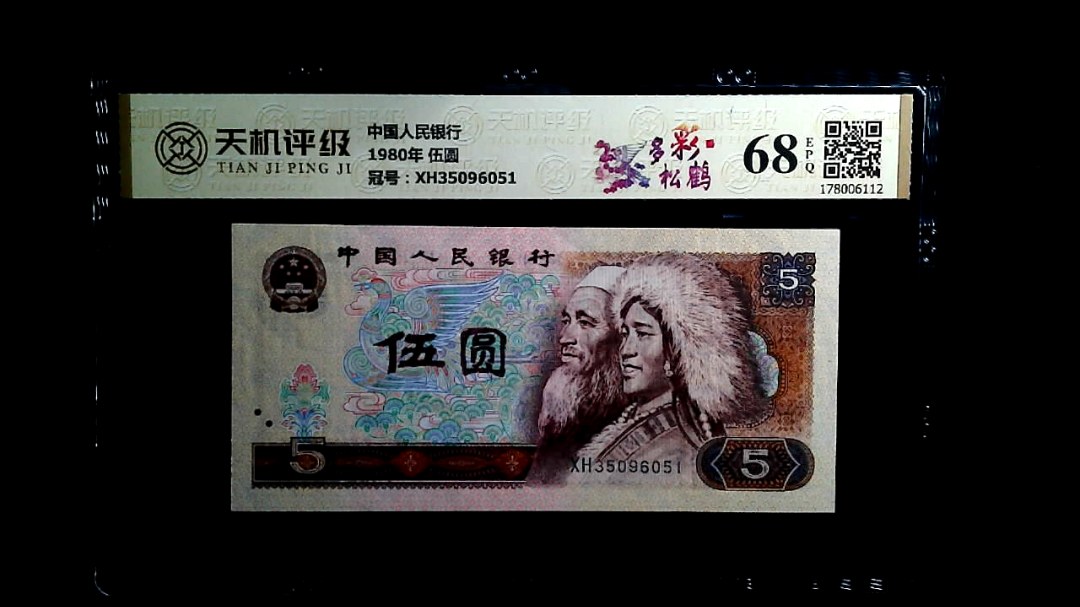 天机评级
TIAN JI PING JI
中国人民银行
1980年 伍圆
冠号：XH35096051
多彩
松鹤
68
EPQ
178006112
中国人民银行
5
伍圆
5
XH35096051
5